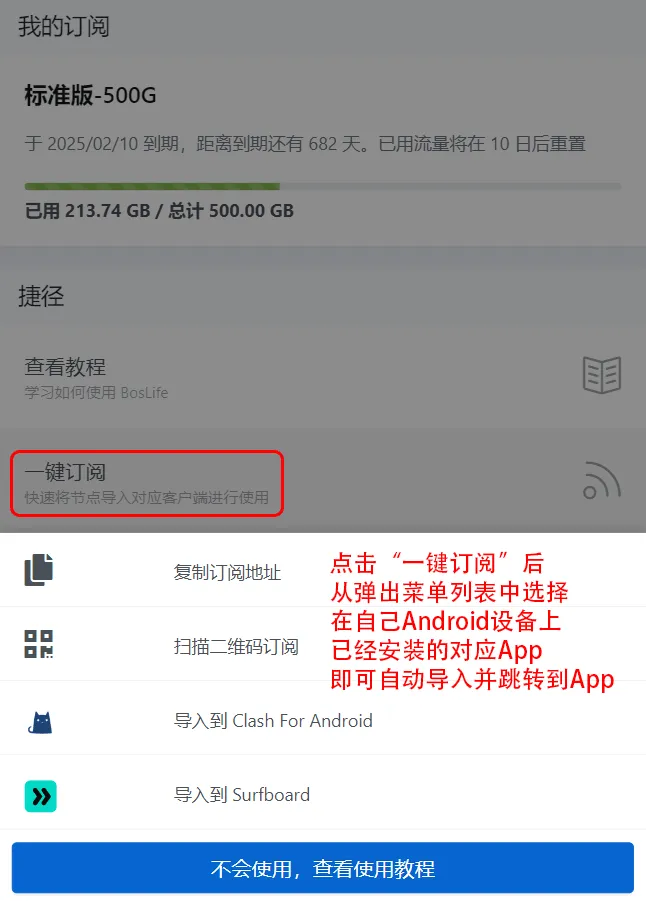 我的订阅
标准版-500G
于 2025/02/10 到期，距离到期还有 682 天。已用流量将在 10 日后重置
已用 213.74 GB / 总计 500.00 GB
捷径
查看教程
学习如何使用 BosLife
一键订阅
快速将节点导入对应客户端进行使用
复制订阅地址
扫描二维码订阅
导入到 Clash For Android
导入到 Surfboard
点击“一键订阅”后
从弹出菜单列表中选择
在自己Android设备上
已经安装的对应App
即可自动导入并跳转到App
不会使用，查看使用教程